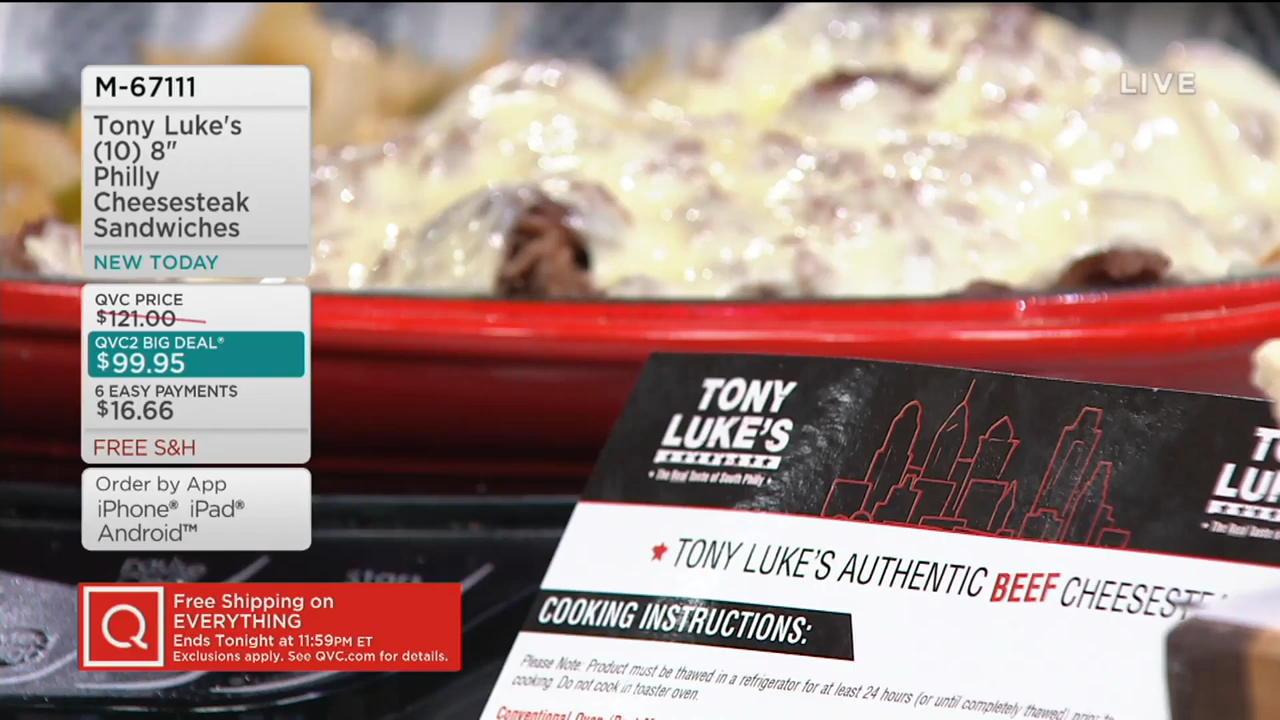 LIVE
M-67111
Tony Luke's
(10) 8"
Philly
Cheesesteak
Sandwiches
NEW TODAY
QVC PRICE
$121.00
QVC2 BIG DEAL®
$99.95
6 EASY PAYMENTS
$16.66
FREE S&H
Order by App
iPhone® iPad®
Android™
Q
Free Shipping on
EVERYTHING
Ends Tonight at 11:59PM ET
Exclusions apply. See QVC.com for details.
TONY
LUKE'S
The Real Taste of South Philly
TONY LUKE'S AUTHENTIC BEEF
COOKING INSTRUCTIONS:
Please Note: Product must be thawed in a refrigerator for at least 24 hours (or until completely thawed)
cooking. Do not cook in toaster oven.
Conventional Oven
start